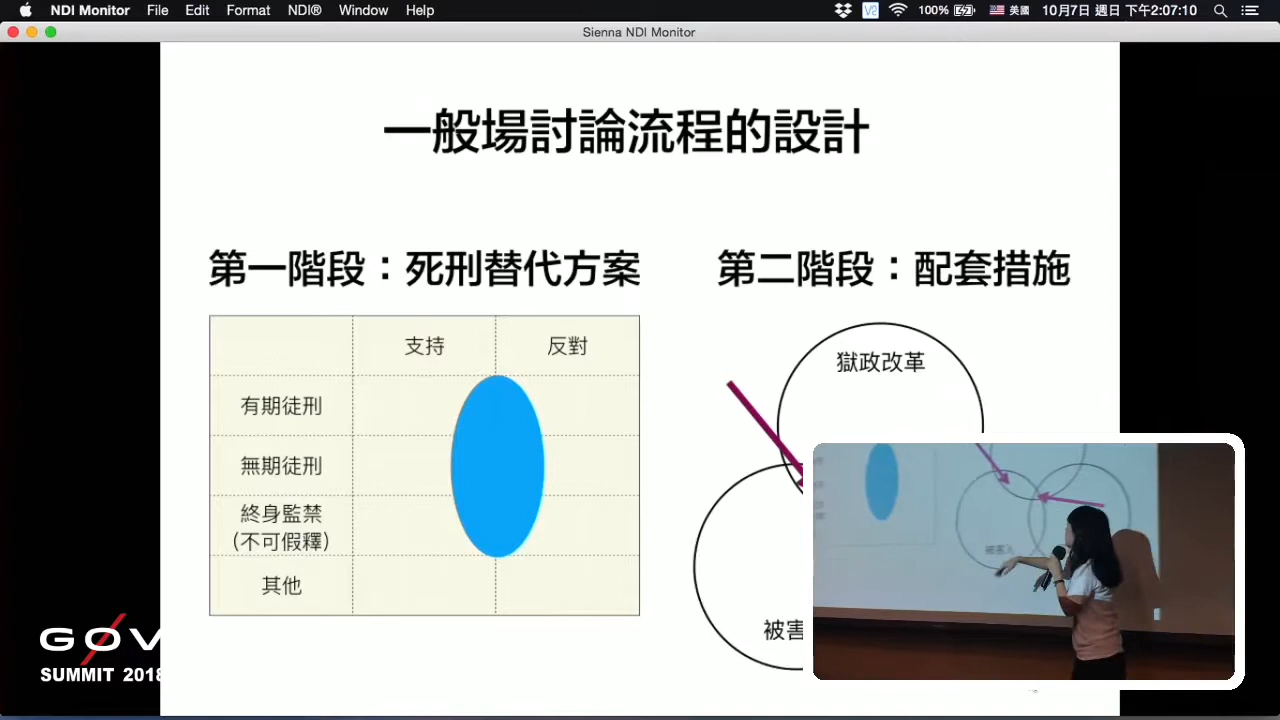 NDI Monitor File Edit Format NDI® Window Help V2 100% 美國 10月7日 週日 下午2:07:10
Sienna NDI Monitor
一般場討論流程的設計
第一階段：死刑替代方案
第二階段：配套措施
支持 反對
有期徒刑
無期徒刑
終身監禁
(不可假釋)
其他
獄政改革
被害
被害人
GOV
SUMMIT 2018